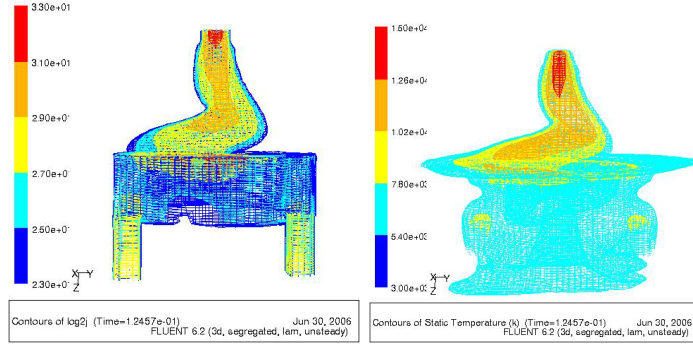 3.30e+01
3.10e+01
2.90e+0
2.70e+0
2.50e+0
2.30e+0
X Y
Z
Contours of log2j (Time=1.2457e-01) Jun 30, 2006
FLUENT 6.2 (3d, segregated, lam, unsteady)
1.50e+04
1.26e+04
1.02e+04
7.80e+03
5.40e+03
3.00e+03
X Y
Z
Contours of Static Temperature (k) (Time=1.2457e-01) Jun 30, 2006
FLUENT 6.2 (3d, segregated, lam, unsteady)